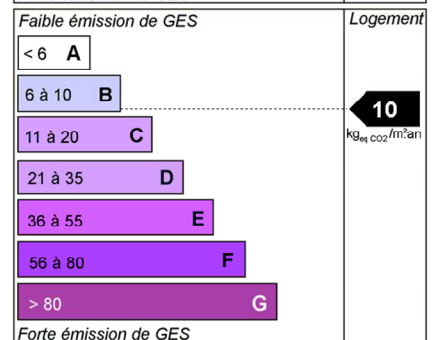 Faible émission de GES
Logement
< 6 A
6 à 10 B
10
kgeq CO2/m².an
11 à 20 C
21 à 35 D
36 à 55 E
56 à 80 F
> 80 G
Forte émission de GES